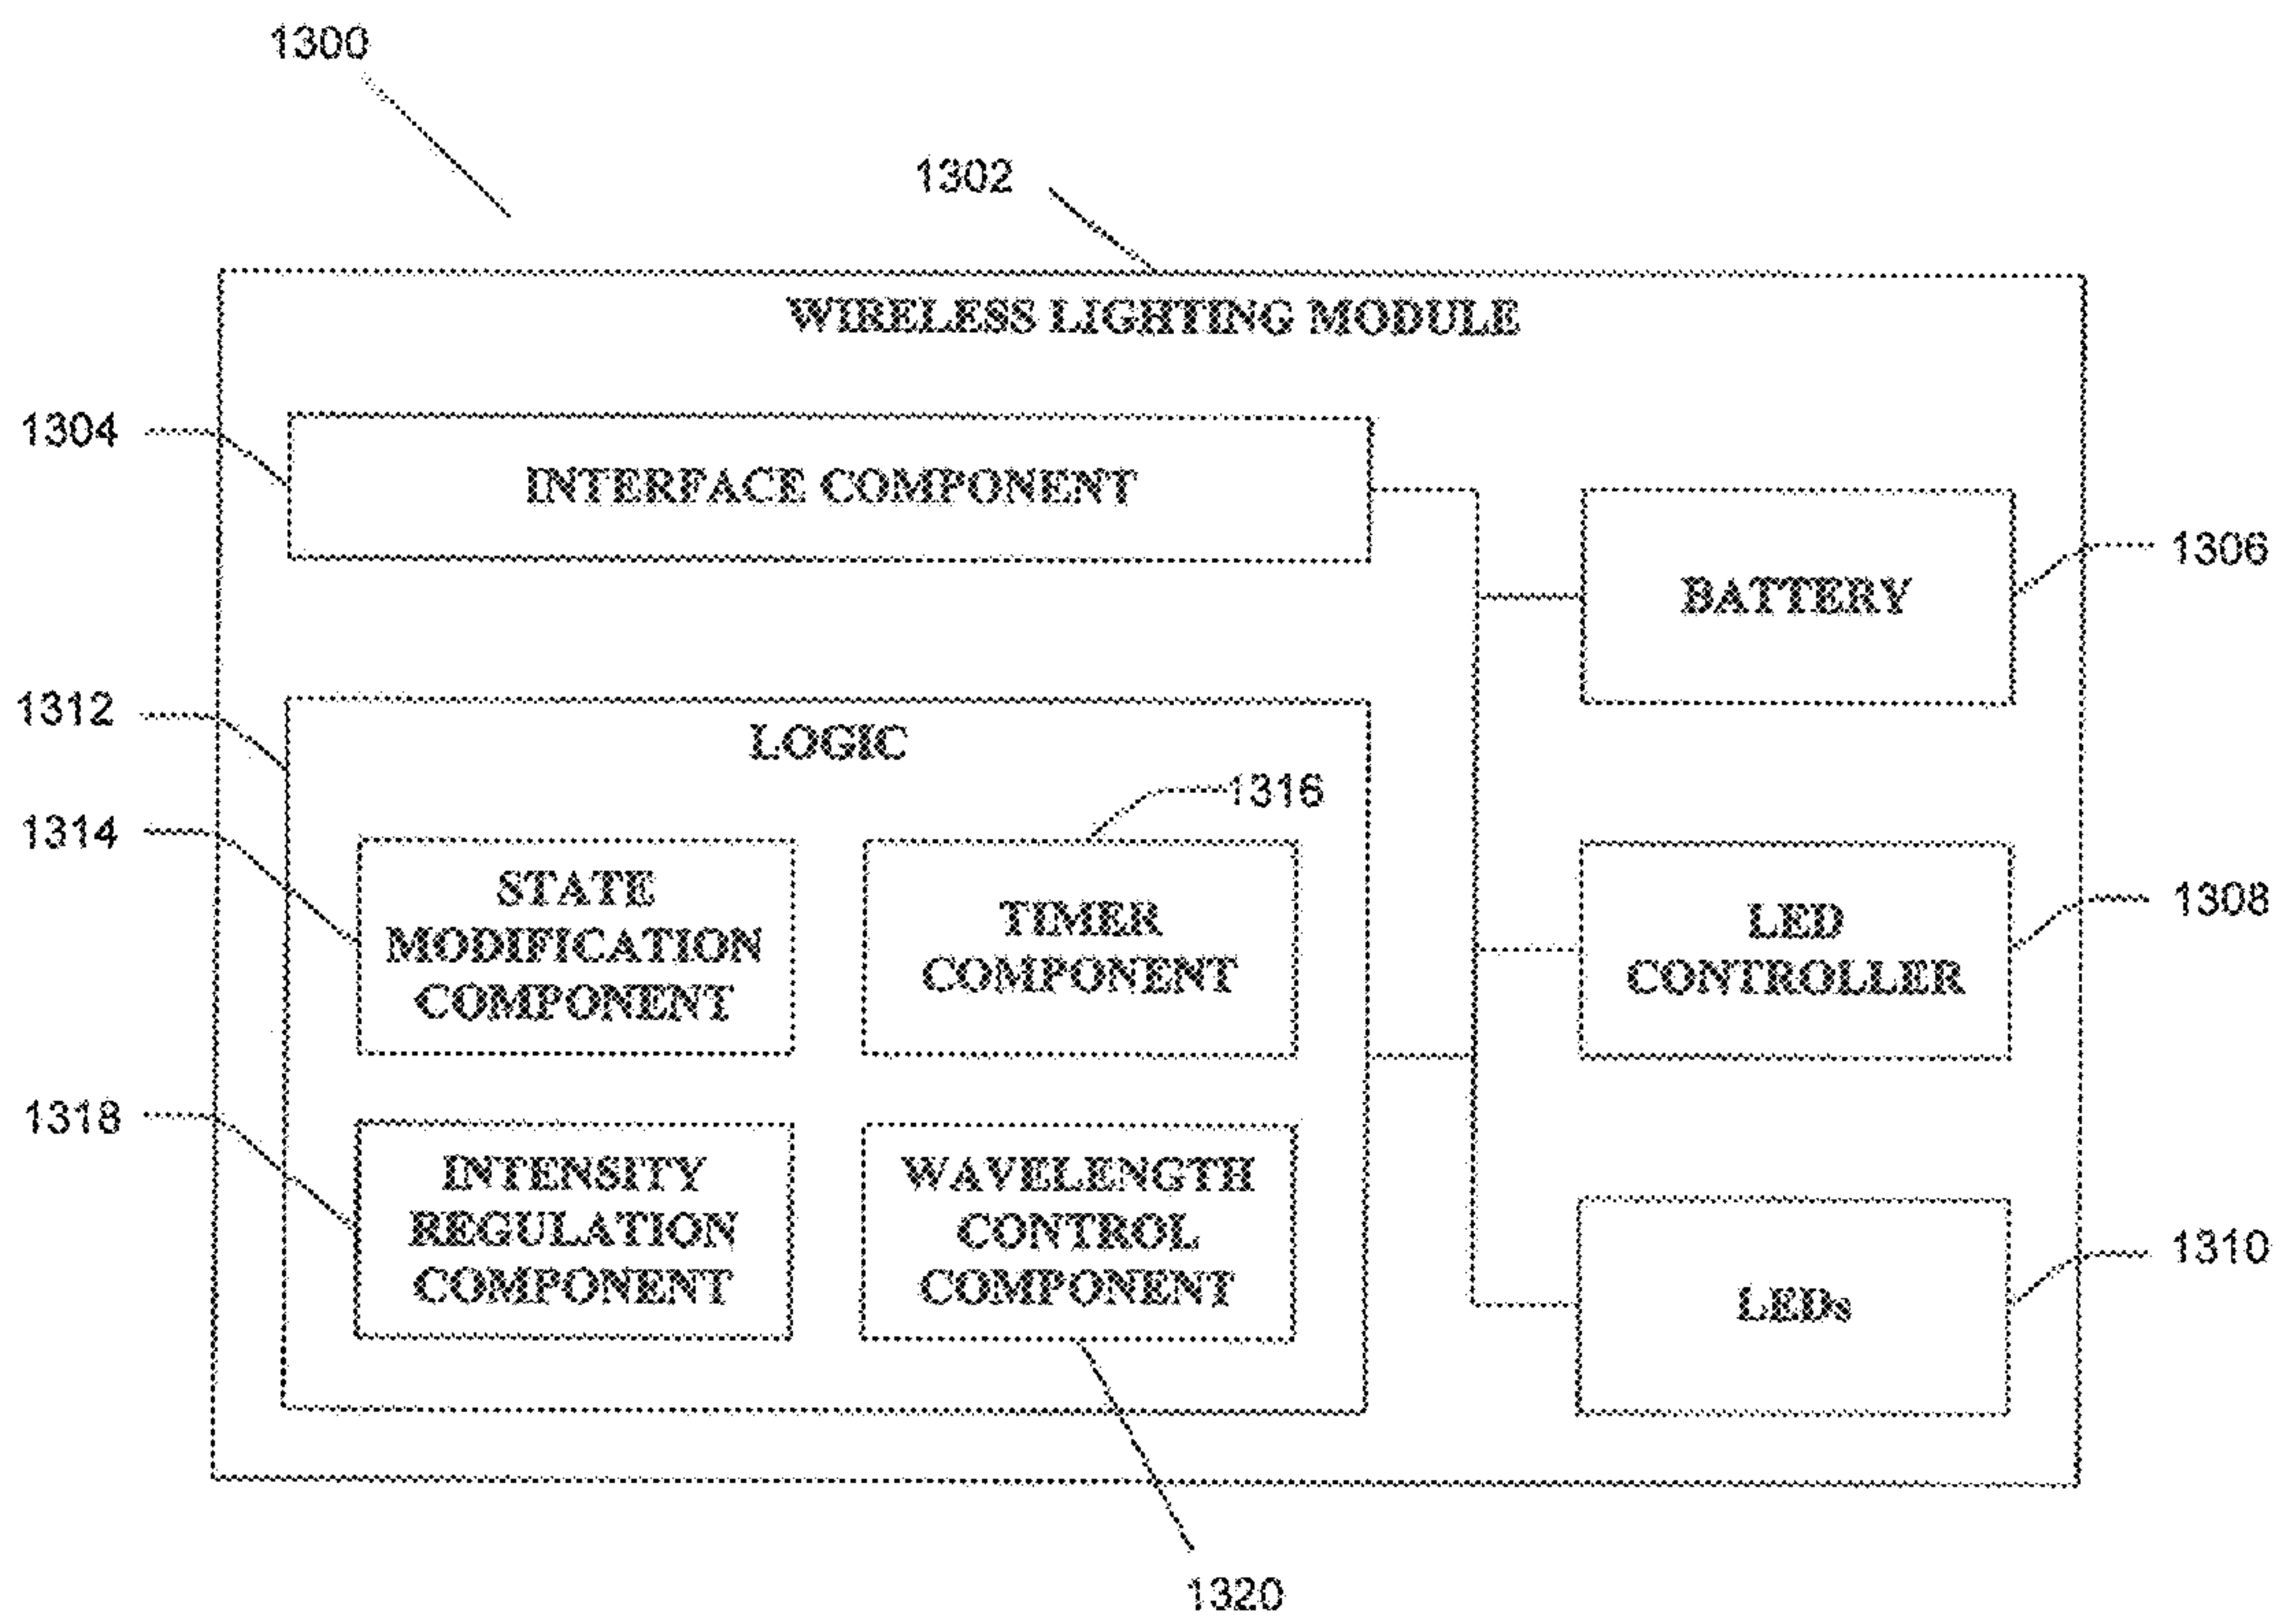 1300
1302
WIRELESS LIGHTING MODULE
1304
INTERFACE COMPONENT
BATTERY
1306
1312
LOGIC
1316
1314
STATE
MODIFICATION
COMPONENT
TIMER
COMPONENT
LED
CONTROLLER
1308
1318
INTENSITY
REGULATION
COMPONENT
WAVELENGTH
CONTROL
COMPONENT
LEDs
1310
1320